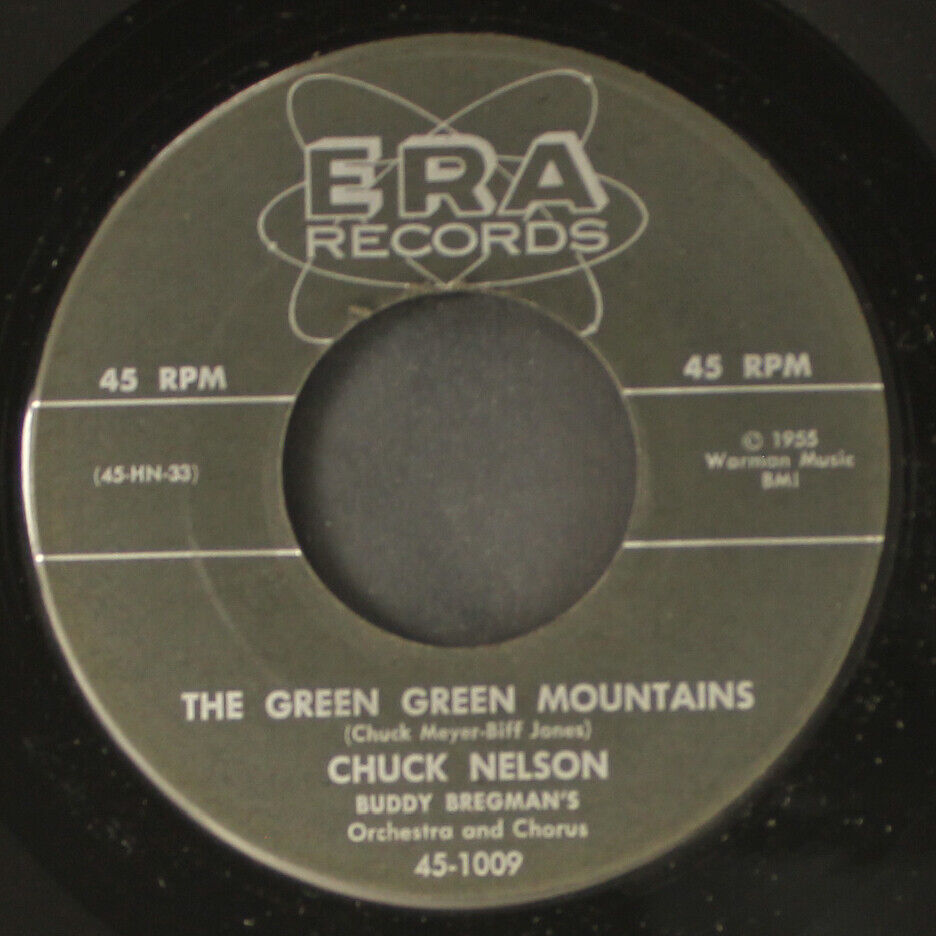 ERA
RECORDS
45 RPM
45 RPM
(45-HN-33)
© 1955
Warman Music
BMI
THE GREEN GREEN MOUNTAINS
(Chuck Meyer-Biff Jones)
CHUCK NELSON
BUDDY BREGMAN'S
Orchestra and Chorus
45-1009